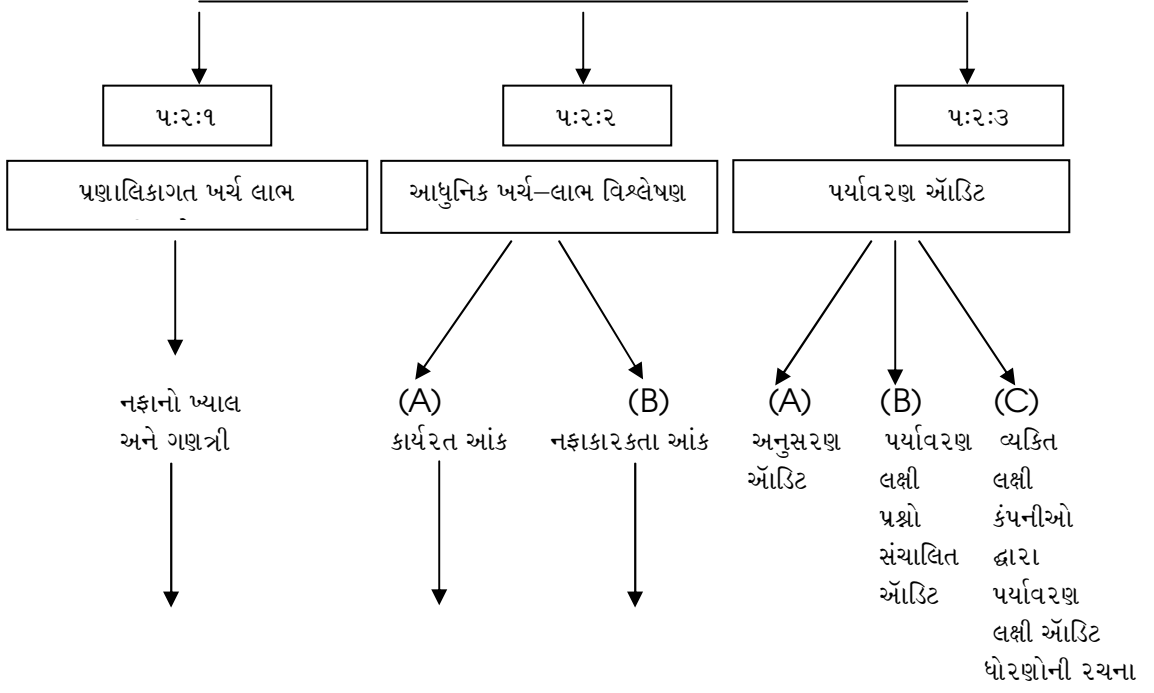 ૫:૨:૧
૫:૨:૨
૫:૨:૩
પ્રણાલિકાગત ખર્ચ લાભ
આધુનિક ખર્ચ–લાભ વિશ્લેષણ
પર્યાવરણ ઑડિટ
નફાનો ખ્યાલ
અને ગણત્રી
(A)
કાર્યરત આંક
(B)
નફાકારકતા આંક
(A)
અનુસરણ
ઑડિટ
(B)
પર્યાવરણ
લક્ષી
પ્રશ્નો
સંચાલિત
ઑડિટ
(C)
વ્યકિત
લક્ષી
કંપનીઓ
દ્વારા
પર્યાવરણ
લક્ષી ઑડિટ
ધોરણોની રચના